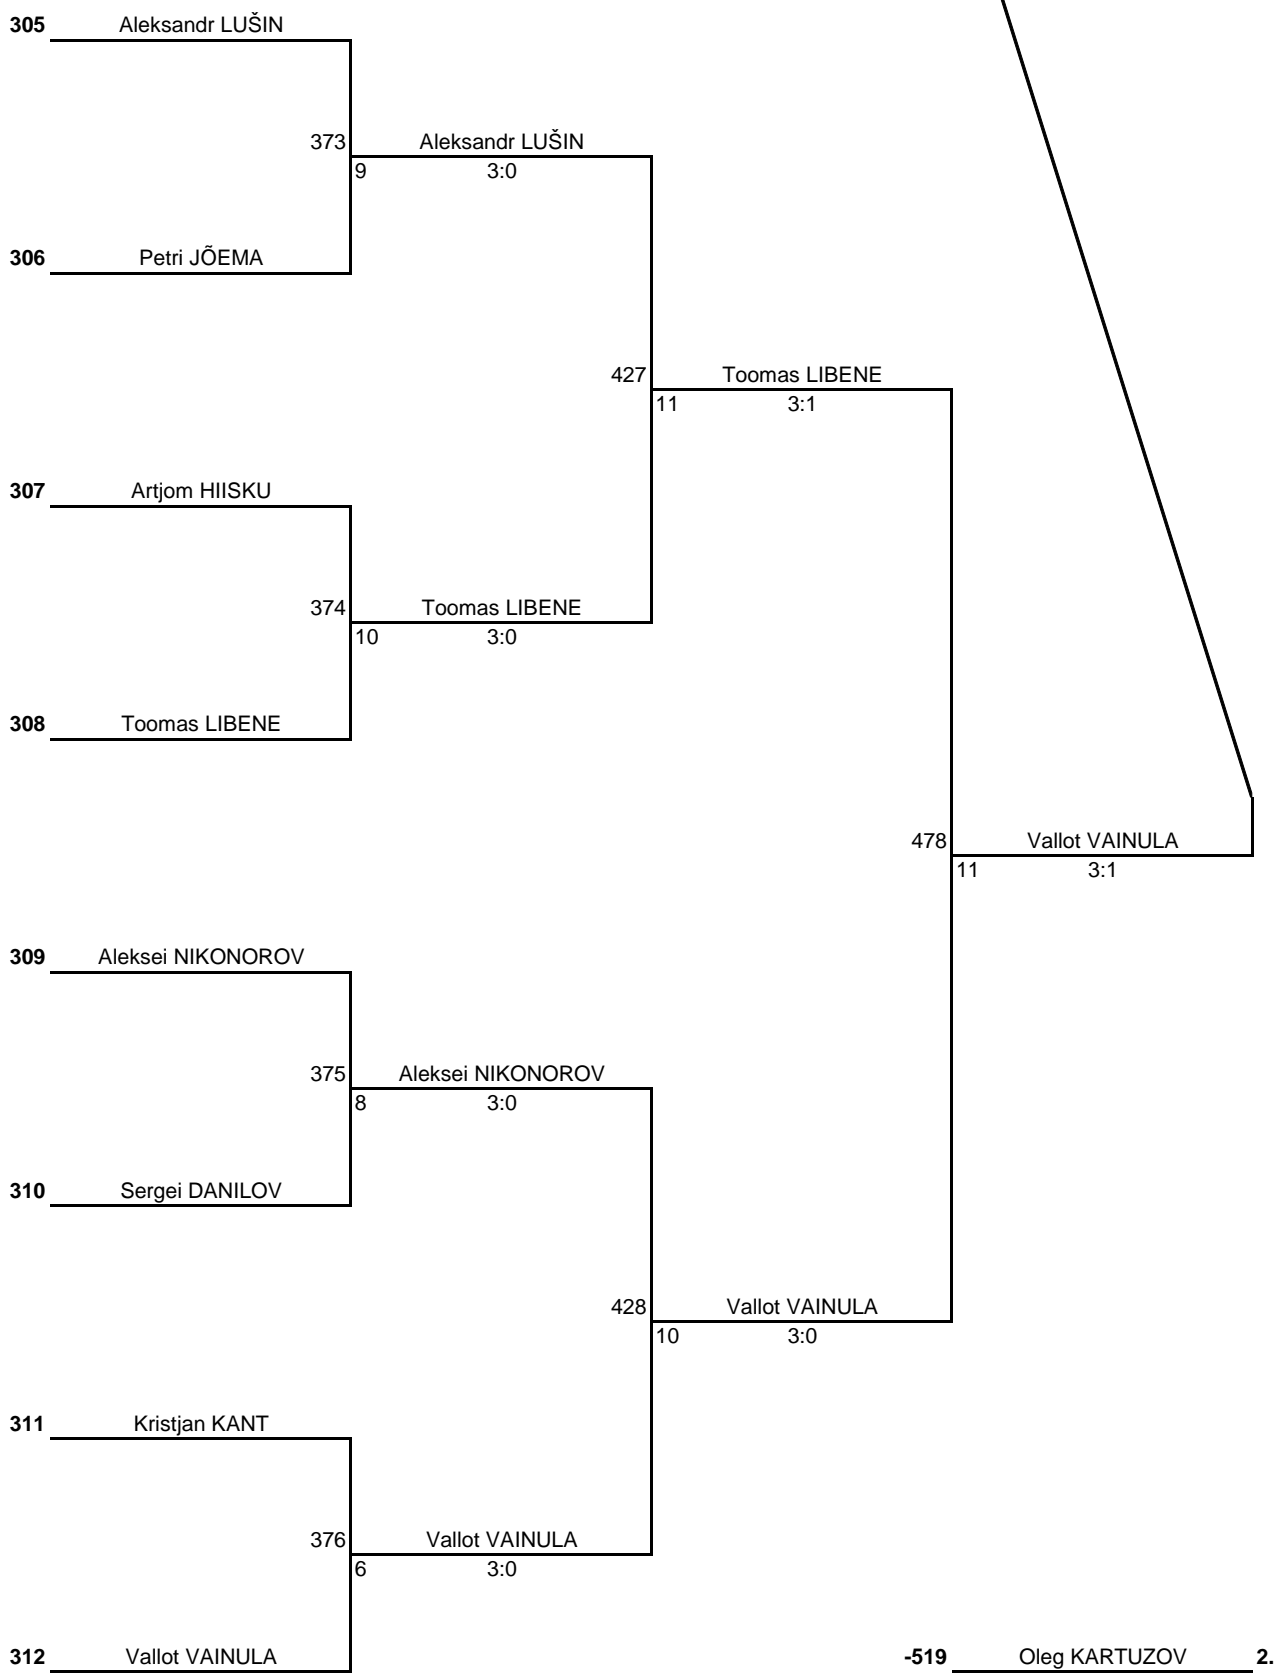 305 Aleksandr LUŠIN
373 Aleksandr LUŠIN
9 3:0
306 Petri JÕEMA
427 Toomas LIBENE
11 3:1
307 Artjom HIISKU
374 Toomas LIBENE
10 3:0
308 Toomas LIBENE
478 Vallot VAINULA
11 3:1
309 Aleksei NIKONOROV
375 Aleksei NIKONOROV
8 3:0
310 Sergei DANILOV
428 Vallot VAINULA
10 3:0
311 Kristjan KANT
376 Vallot VAINULA
6 3:0
312 Vallot VAINULA -519 Oleg KARTUZOV 2.